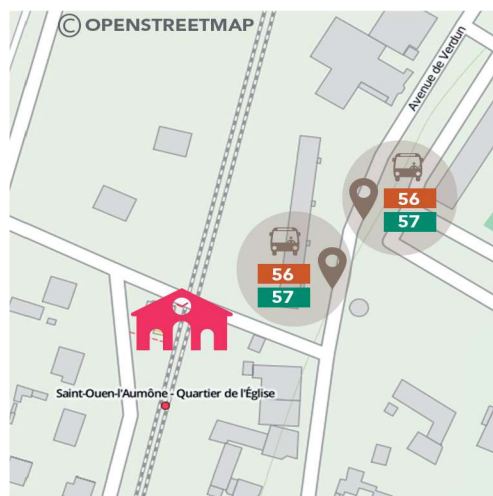 © OPENSTREETMAP
Avenue de Verdun
56
57
56
57
Saint-Ouen-l'Aumône - Quartier de l'Église